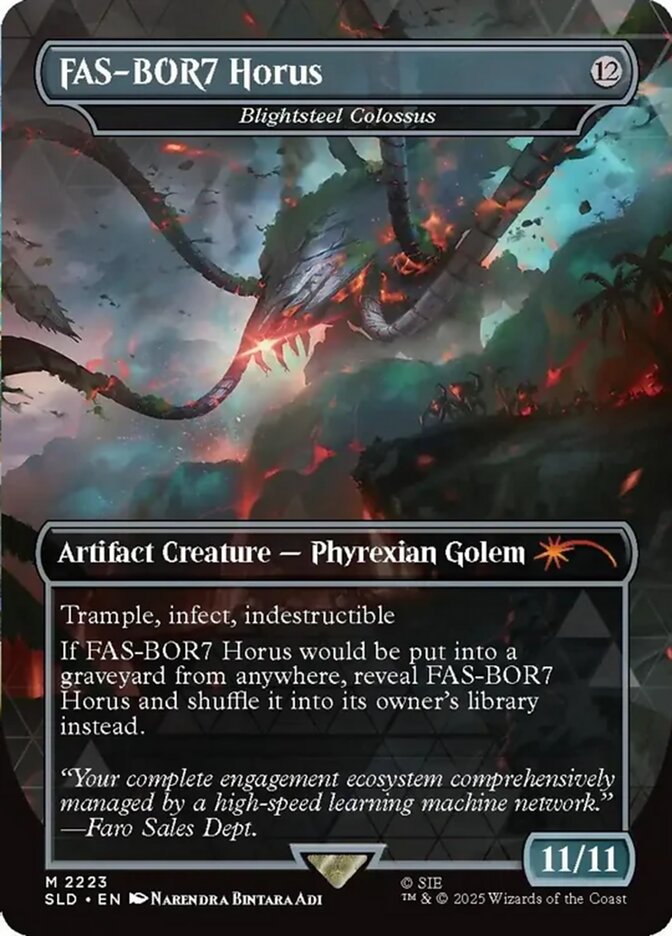 FAS-BOR7 Horus
12
Blightsteel Colossus
Artifact Creature — Phyrexian Golem
Trample, infect, indestructible
If FAS-BOR7 Horus would be put into a
graveyard from anywhere, reveal FAS-BOR7
Horus and shuffle it into its owner's library
instead.
“Your complete engagement ecosystem comprehensively
managed by a high-speed learning machine network.”
—Faro Sales Dept.
11/11
M 2223
SLD • EN Narendra Bintara Adi
© SIE
™ & © 2025 Wizards of the Coast